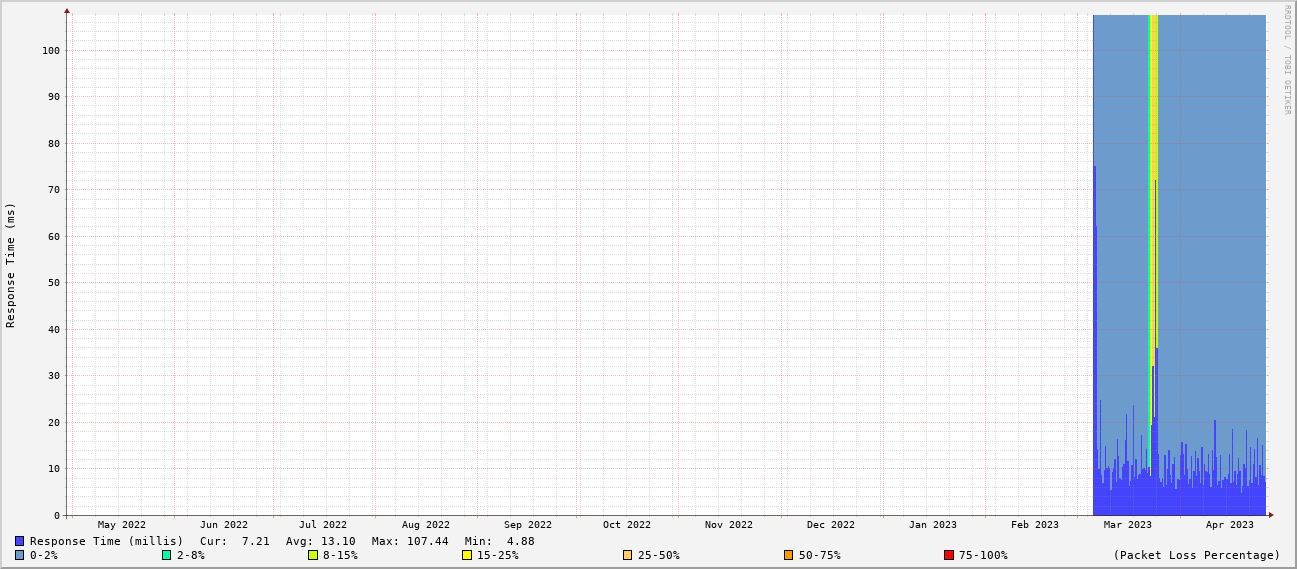 RRDTOOL / TOBI OETIKER
Response Time (ms)
100
90
80
70
60
50
40
30
20
10
0
May 2022 Jun 2022 Jul 2022 Aug 2022 Sep 2022 Oct 2022 Nov 2022 Dec 2022 Jan 2023 Feb 2023 Mar 2023 Apr 2023
Response Time (millis) Cur: 7.21 Avg: 13.10 Max: 107.44 Min: 4.88
0-2% 2-8% 8-15% 15-25% 25-50% 50-75% 75-100% (Packet Loss Percentage)